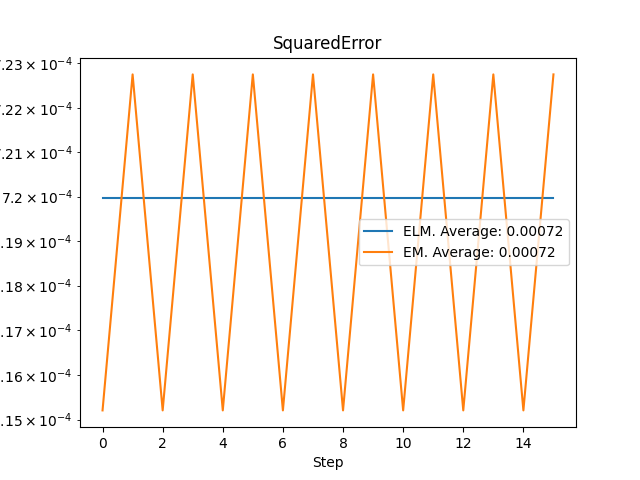 SquaredError
.23 × 10⁻⁴
.22 × 10⁻⁴
.21 × 10⁻⁴
7.2 × 10⁻⁴
.19 × 10⁻⁴
.18 × 10⁻⁴
.17 × 10⁻⁴
.16 × 10⁻⁴
.15 × 10⁻⁴
ELM. Average: 0.00072
EM. Average: 0.00072
0 2 4 6 8 10 12 14
Step